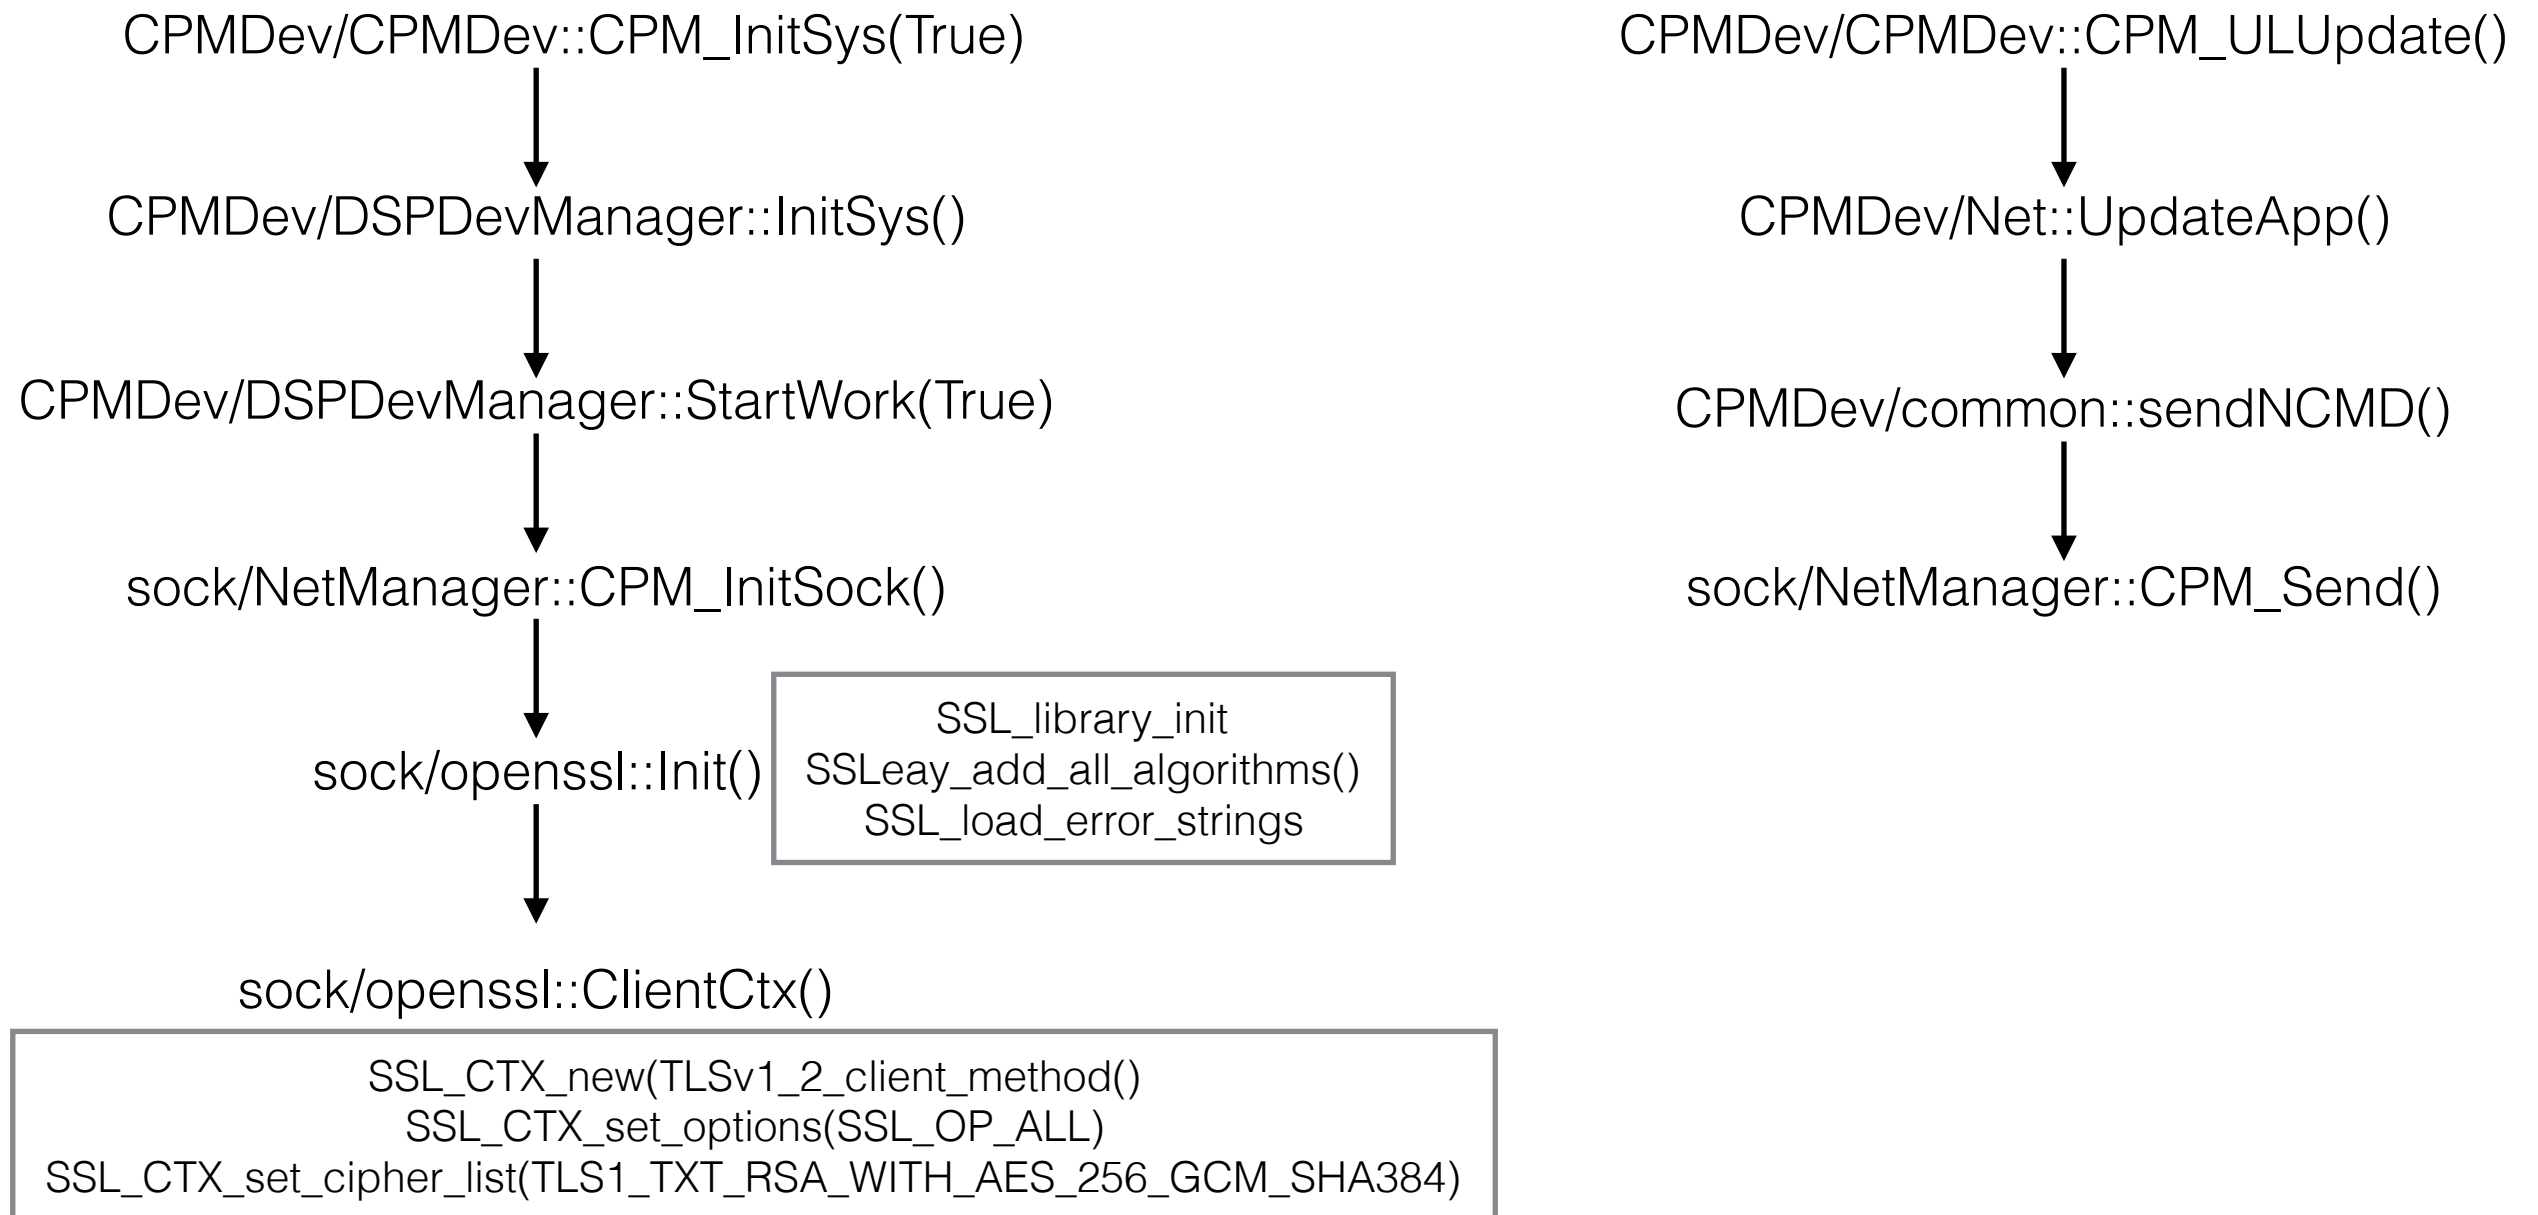 CPMDev/CPMDev::CPM_InitSys(True)
CPMDev/DSPDevManager::InitSys()
CPMDev/DSPDevManager::StartWork(True)
sock/NetManager::CPM_InitSock()
sock/openssl::Init()
SSL_library_init
SSLeay_add_all_algorithms()
SSL_load_error_strings
sock/openssl::ClientCtx()
SSL_CTX_new(TLSv1_2_client_method()
SSL_CTX_set_options(SSL_OP_ALL)
SSL_CTX_set_cipher_list(TLS1_TXT_RSA_WITH_AES_256_GCM_SHA384)
CPMDev/CPMDev::CPM_ULUpdate()
CPMDev/Net::UpdateApp()
CPMDev/common::sendNCMD()
sock/NetManager::CPM_Send()